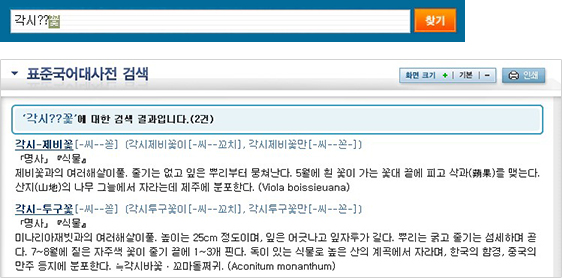 각시??꽃 찾기
표준국어대사전 검색 화면 크기 + 기본 - 인쇄
'각시??꽃'에 대한 검색 결과입니다.(2건)
각시-제비꽃[-씨--꼳] (각시제비꽃이[-씨--꼬치], 각시제비꽃만[-씨--꼰-])
「명사」 『식물』
제비꽃과의 여러해살이풀. 줄기는 없고 잎은 뿌리부터 뭉쳐난다. 5월에 흰 꽃이 가는 꽃대 끝에 피고 삭과(蒴果)를 맺는다.
산지(山地)의 나무 그늘에서 자라는데 제주에 분포한다. (Viola boissieuana)
각시-투구꽃[-씨--꼳] (각시투구꽃이[-씨--꼬치], 각시투구꽃만[-씨--꼰-])
「명사」 『식물』
미나리아재빗과의 여러해살이풀. 높이는 25cm 정도이며, 잎은 어긋나고 잎자루가 길다. 뿌리는 굵고 줄기는 섬세하며 곧
다. 7~8월에 짙은 자주색 꽃이 줄기 끝에 1~3개 핀다. 독이 있는 식물로 높은 산의 계곡에서 자라며, 한국의 함경, 중국의
만주 등지에 분포한다. ≒각시바꽃·꼬마돌쩌귀. (Aconitum monanthum)